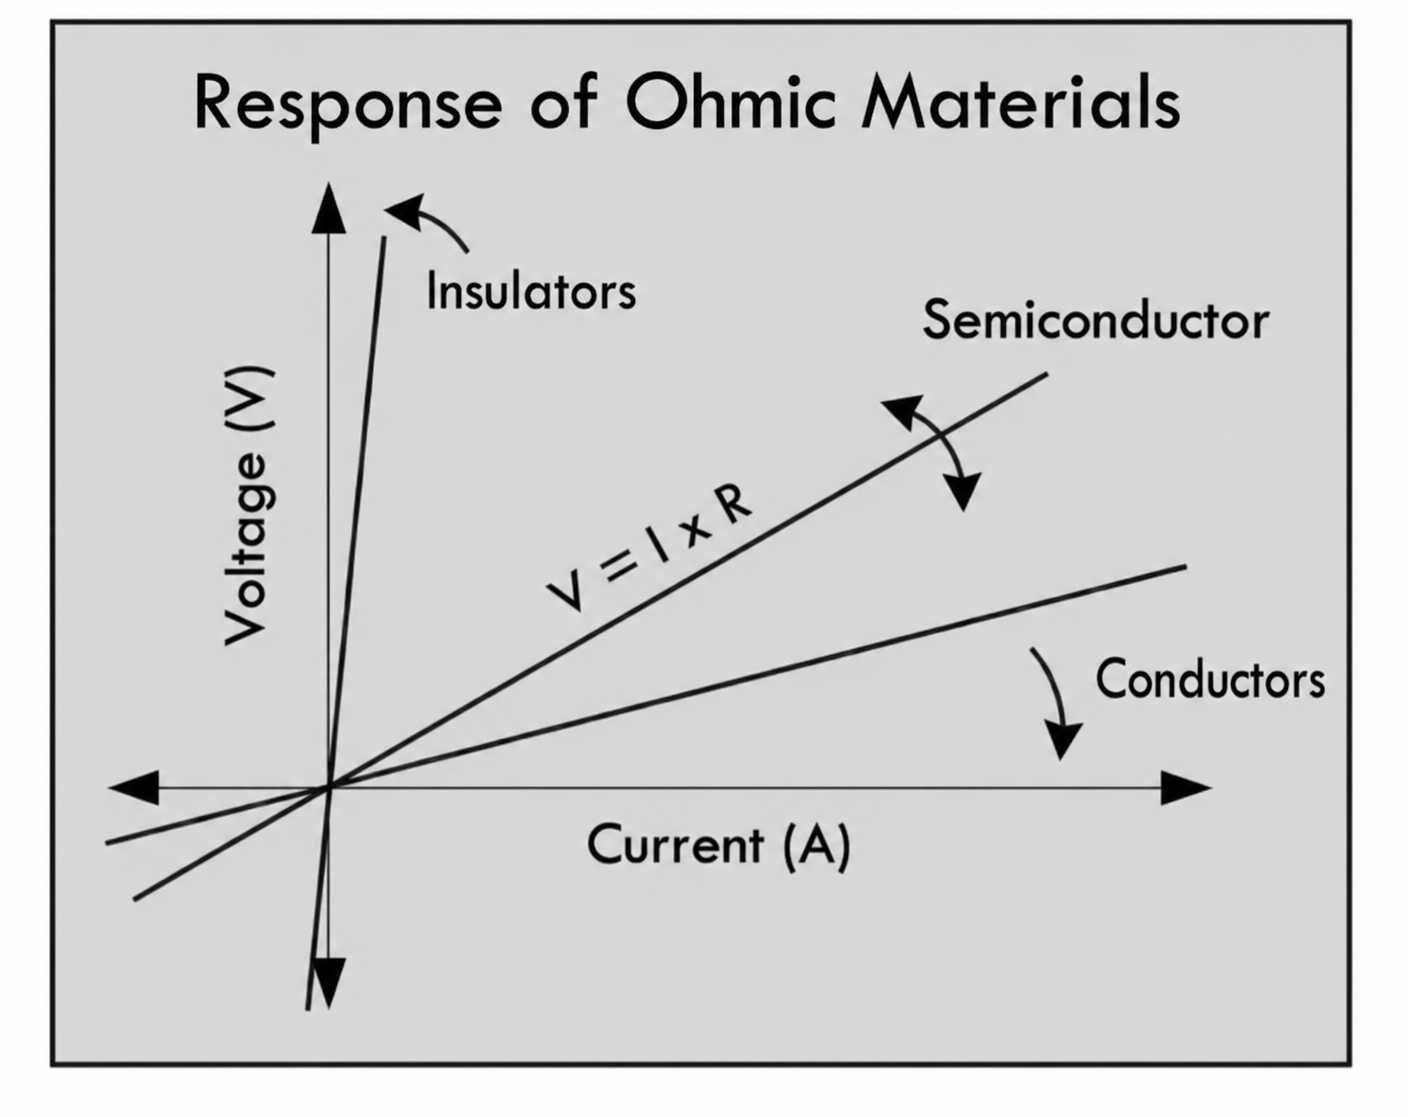 Response of Ohmic Materials
Insulators
Semiconductor
Voltage (V)
V = I x R
Conductors
Current (A)